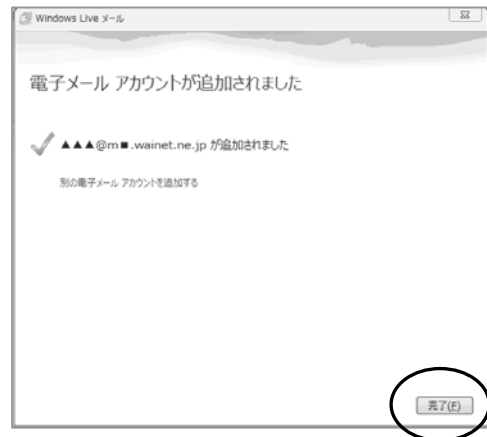 Windows Live メール
電子メール アカウントが追加されました
▲▲▲@m■.wainet.ne.jp が追加されました
別の電子メール アカウントを追加する
完了(F)